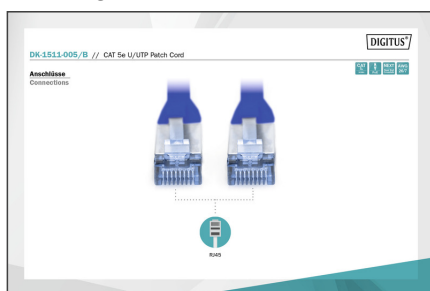 DIGITUS®
DK-1511-005/B // CAT 5e U/UTP Patch Cord
Anschlüsse
Connections
RJ45